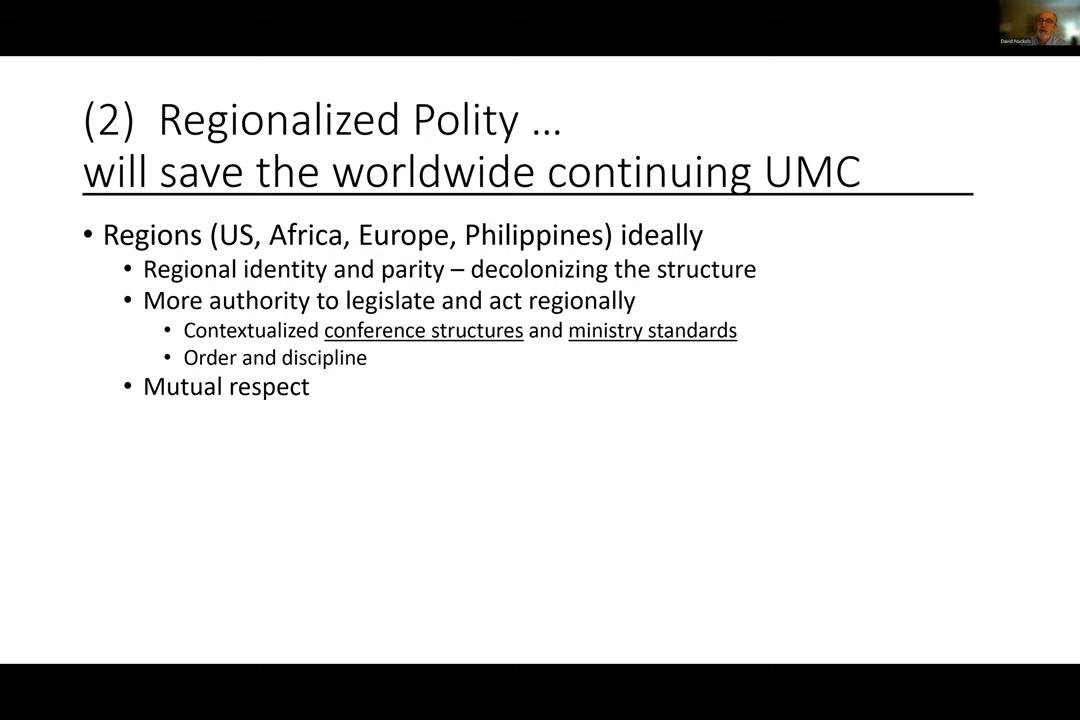 David Nuckols
(2) Regionalized Polity ...
will save the worldwide continuing UMC
• Regions (US, Africa, Europe, Philippines) ideally
• Regional identity and parity – decolonizing the structure
• More authority to legislate and act regionally
• Contextualized conference structures and ministry standards
• Order and discipline
• Mutual respect